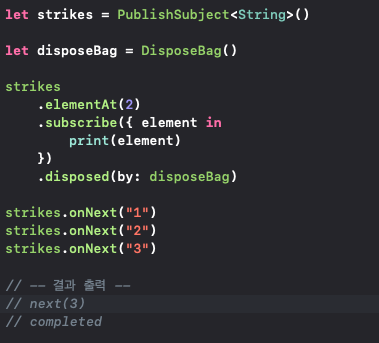 let strikes = PublishSubject<String>()
let disposeBag = DisposeBag()
strikes
.elementAt(2)
.subscribe({ element in
print(element)
})
.disposed(by: disposeBag)
strikes.onNext("1")
strikes.onNext("2")
strikes.onNext("3")
// -- 결과 출력 --
// next(3)
// completed